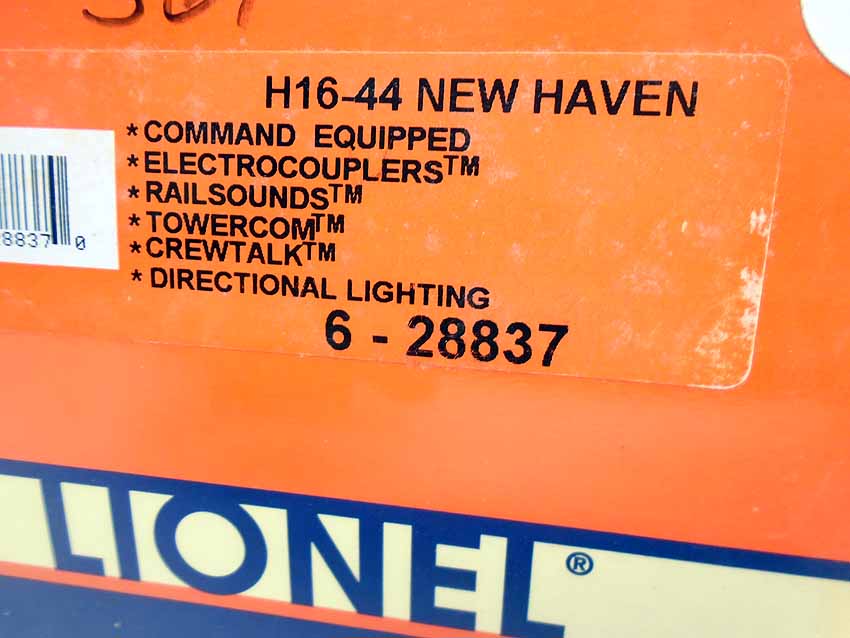 H16-44 NEW HAVEN
* COMMAND EQUIPPED
* ELECTROCOUPLERS™
* RAILSOUNDS™
* TOWERCOM™
* CREWTALK™
* DIRECTIONAL LIGHTING
6 - 28837
28837 0
LIONEL®